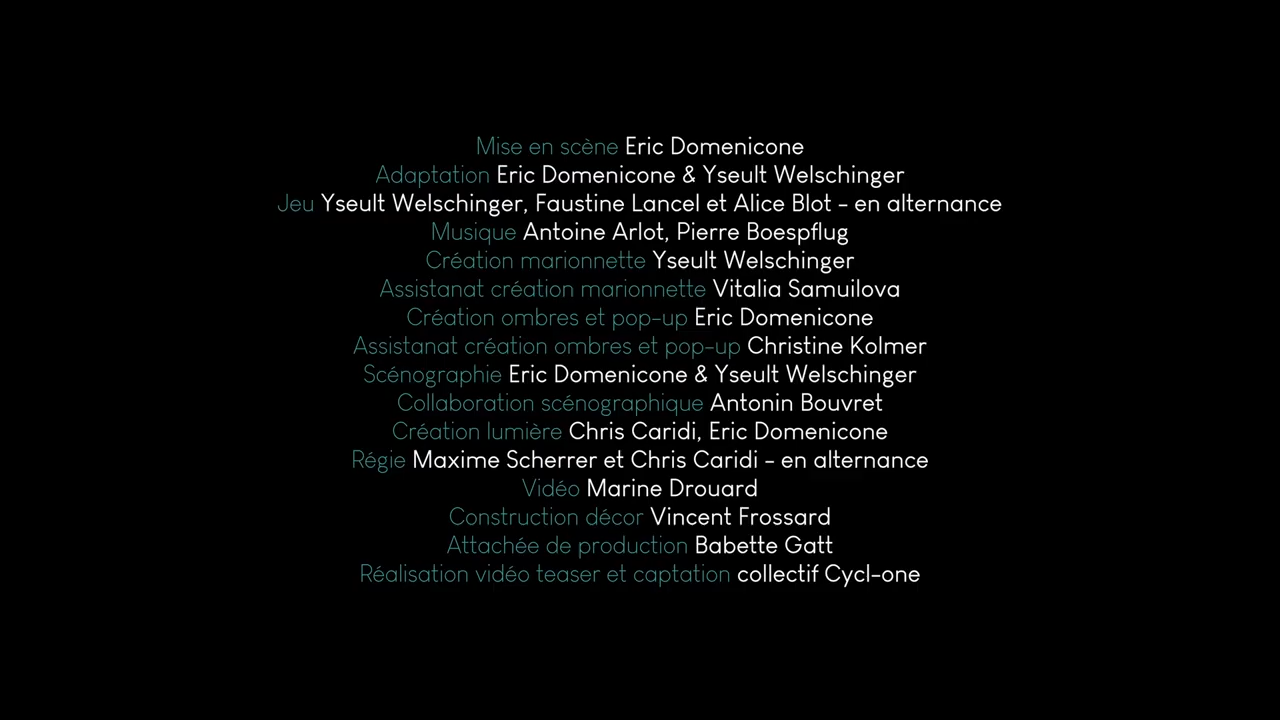 Mise en scène Eric Domenicone
Adaptation Eric Domenicone & Yseult Welschinger
Jeu Yseult Welschinger, Faustine Lancel et Alice Blot - en alternance
Musique Antoine Arlot, Pierre Boespflug
Création marionnette Yseult Welschinger
Assistanat création marionnette Vitalia Samuilova
Création ombres et pop-up Eric Domenicone
Assistanat création ombres et pop-up Christine Kolmer
Scénographie Eric Domenicone & Yseult Welschinger
Collaboration scénographique Antonin Bouvret
Création lumière Chris Caridi, Eric Domenicone
Régie Maxime Scherrer et Chris Caridi - en alternance
Vidéo Marine Drouard
Construction décor Vincent Frossard
Attachée de production Babette Gatt
Réalisation vidéo teaser et captation collectif Cycl-one